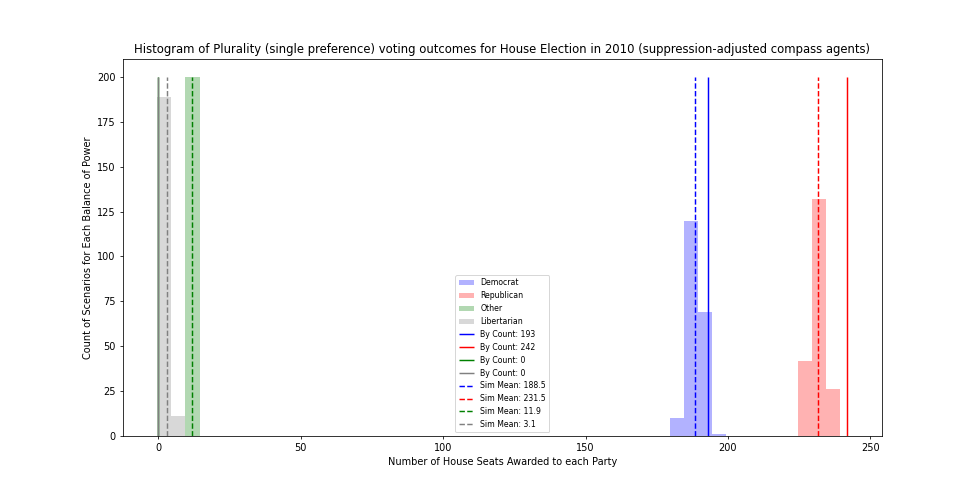 Histogram of Plurality (single preference) voting outcomes for House Election in 2010 (suppression-adjusted compass agents)
Count of Scenarios for Each Balance of Power
200
175
150
125
100
75
50
25
0
Democrat
Republican
Other
Libertarian
By Count: 193
By Count: 242
By Count: 0
By Count: 0
Sim Mean: 188.5
Sim Mean: 231.5
Sim Mean: 11.9
Sim Mean: 3.1
0 50 100 150 200 250
Number of House Seats Awarded to each Party